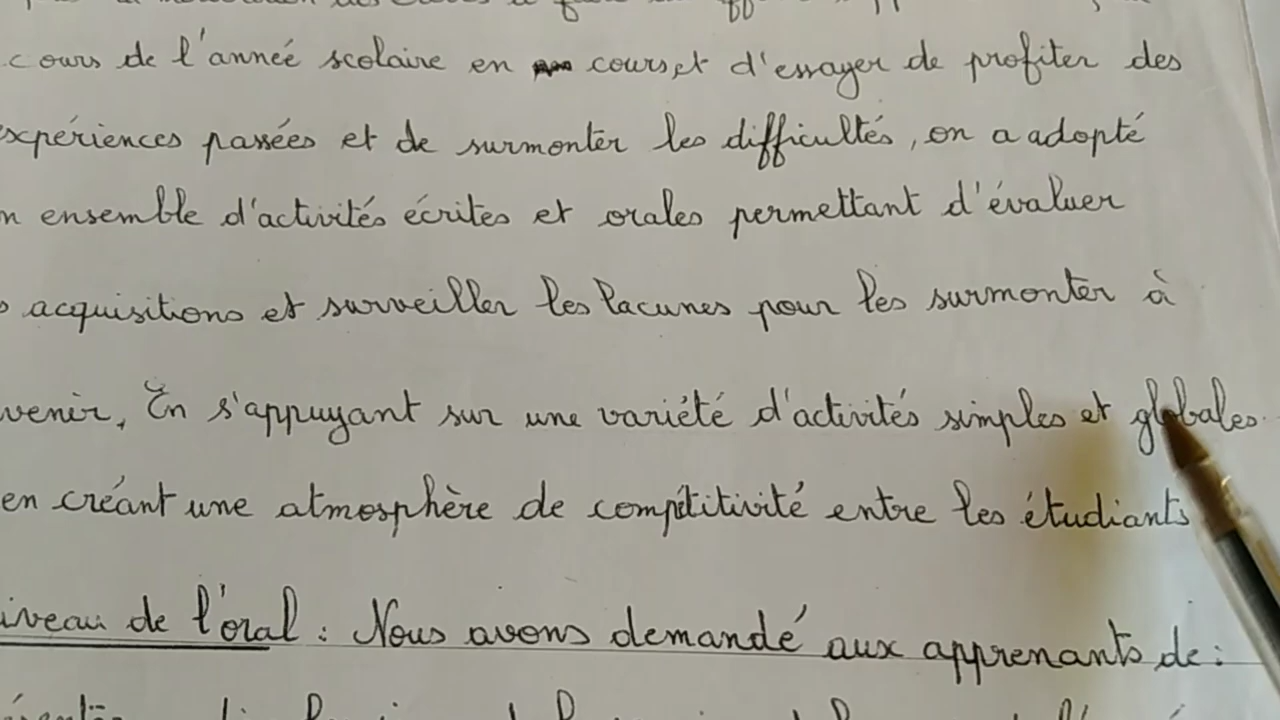 cours de l'année scolaire en cours,et d'essayer de profiter des
expériences passées et de surmonter les difficultés, on a adopté
n ensemble d'activités écrites et orales permettant d'évaluer
s acquisitions et surveiller les lacunes pour les surmonter à
venir, En s'appuyant sur une variété d'activités simples et globales.
en créant une atmosphère de compétitivité entre les étudiants
iveau de l'oral : Nous avons demandé aux apprenants de :